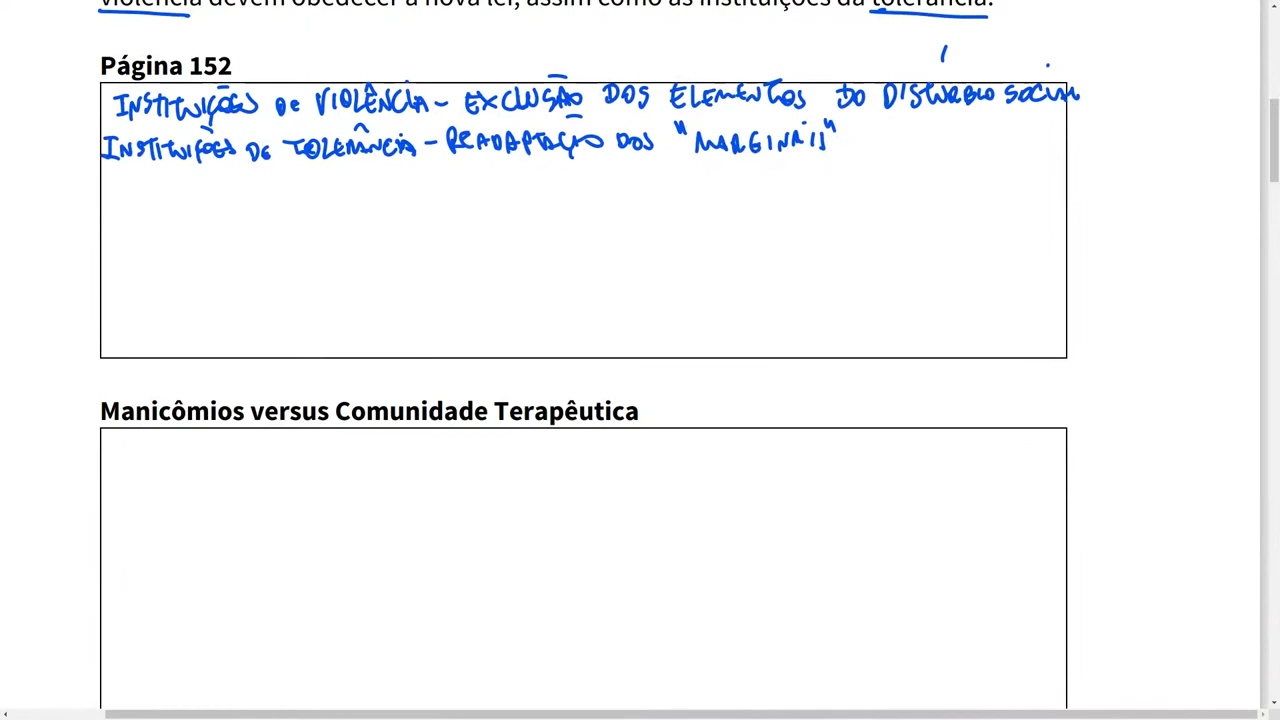 violência devem obedecer à nova lei, assim como as instituições da tolerância.
Página 152
INSTITUIÇÕES DE VIOLÊNCIA - EXCLUSÃO DOS ELEMENTOS DO DISTÚRBIO SOCIAL
INSTITUIÇÕES DE TOLERÂNCIA - READAPTAÇÃO DOS "MARGINAIS"
Manicômios versus Comunidade Terapêutica